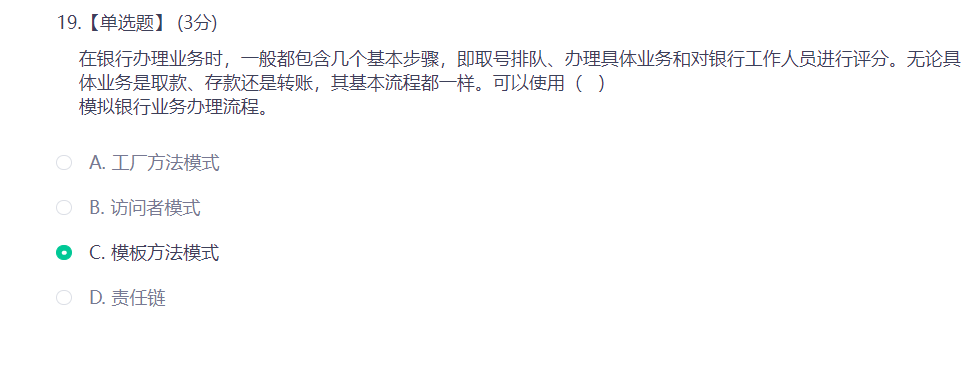 19.【单选题】 (3分)
在银行办理业务时，一般都包含几个基本步骤，即取号排队、办理具体业务和对银行工作人员进行评分。无论具
体业务是取款、存款还是转账，其基本流程都一样。可以使用（ ）
模拟银行业务办理流程。
A. 工厂方法模式
B. 访问者模式
C. 模板方法模式
D. 责任链